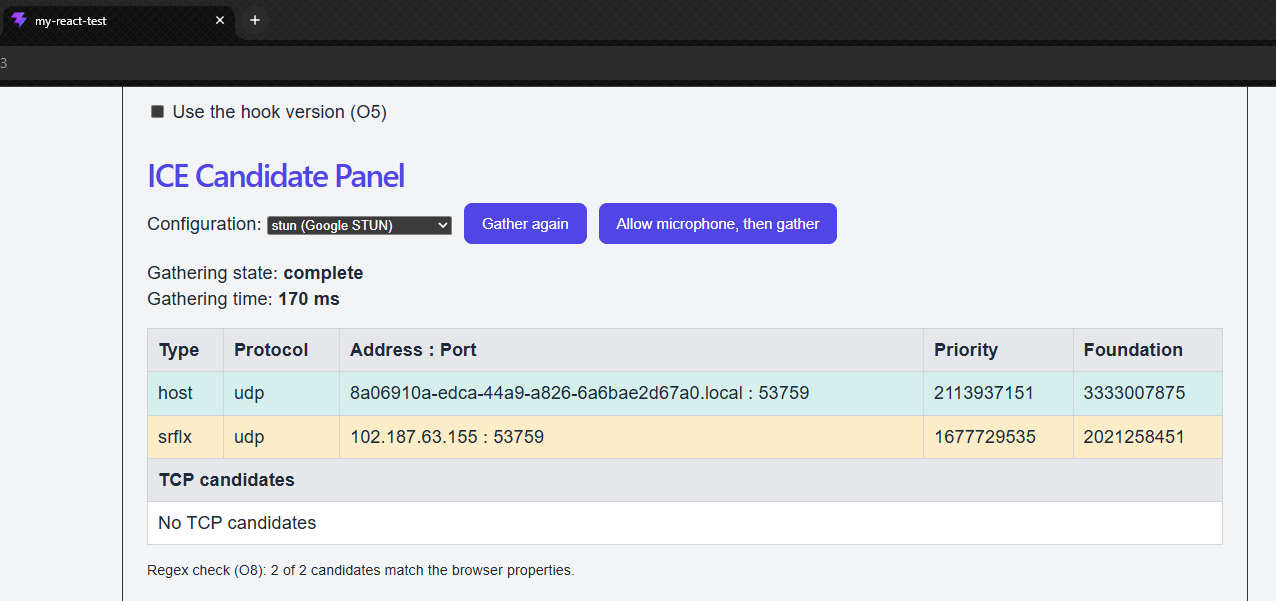 my-react-test
3
Use the hook version (O5)
ICE Candidate Panel
Configuration: stun (Google STUN) Gather again Allow microphone, then gather
Gathering state: complete
Gathering time: 170 ms
Type Protocol Address : Port Priority Foundation
host udp 8a06910a-edca-44a9-a826-6a6bae2d67a0.local : 53759 2113937151 3333007875
srflx udp 102.187.63.155 : 53759 1677729535 2021258451
TCP candidates
No TCP candidates
Regex check (O8): 2 of 2 candidates match the browser properties.